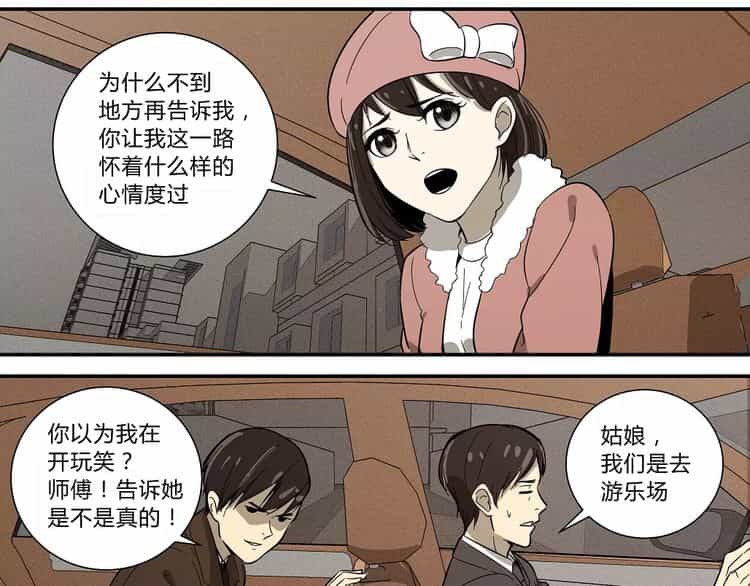 为什么不到
地方再告诉我，
你让我这一路
怀着什么样的
心情度过
你以为我在
开玩笑？
师傅！告诉她
是不是真的！
姑娘，
我们是去
游乐场